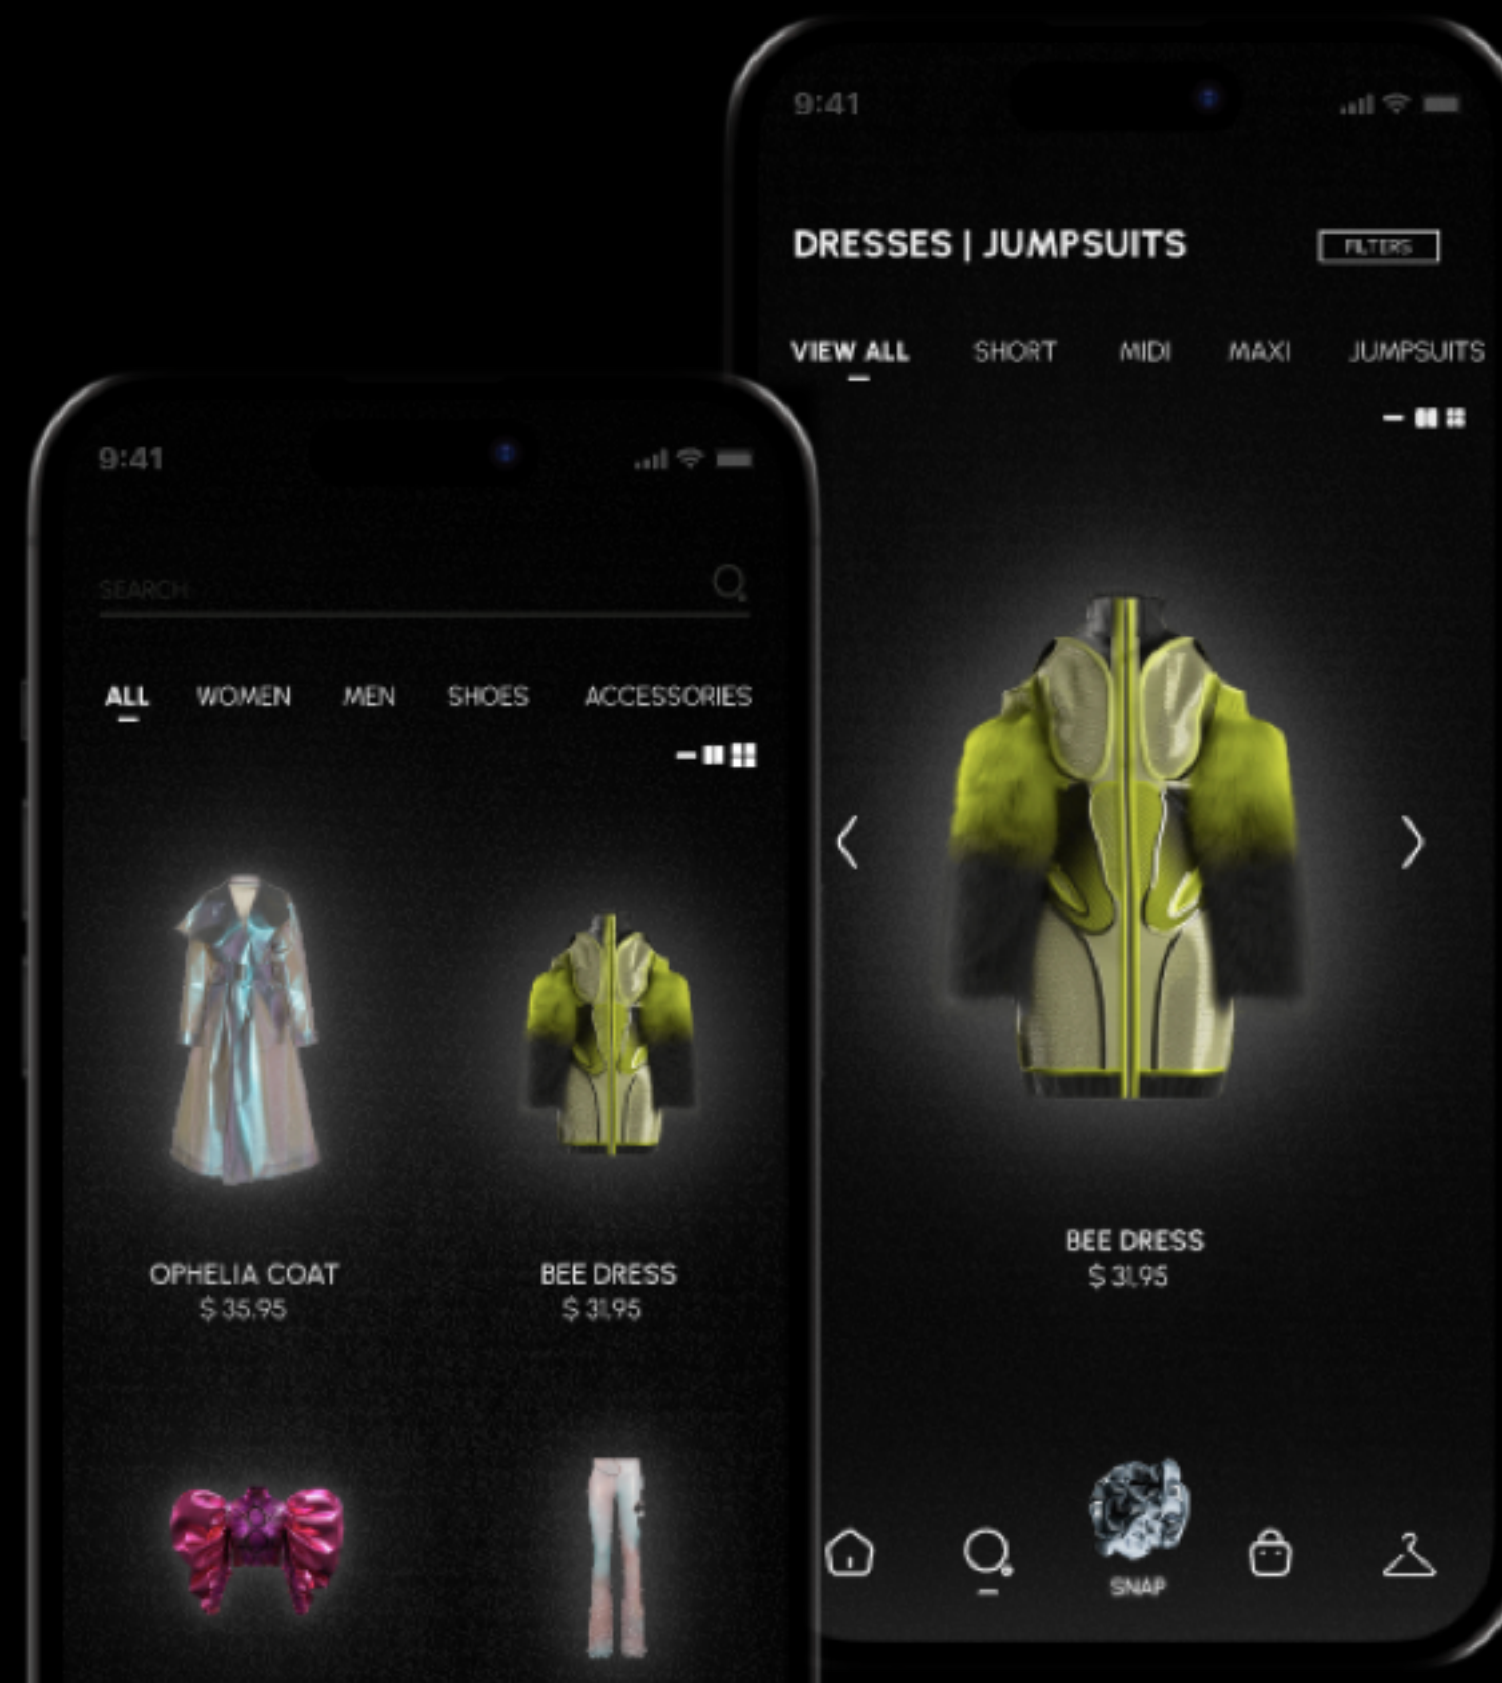 9:41
SEARCH
ALL WOMEN MEN SHOES ACCESSORIES
OPHELIA COAT
$ 35.95
BEE DRESS
$ 31.95
9:41
DRESSES | JUMPSUITS
FILTERS
VIEW ALL SHORT MIDI MAXI JUMPSUITS
BEE DRESS
$ 31.95
SNAP